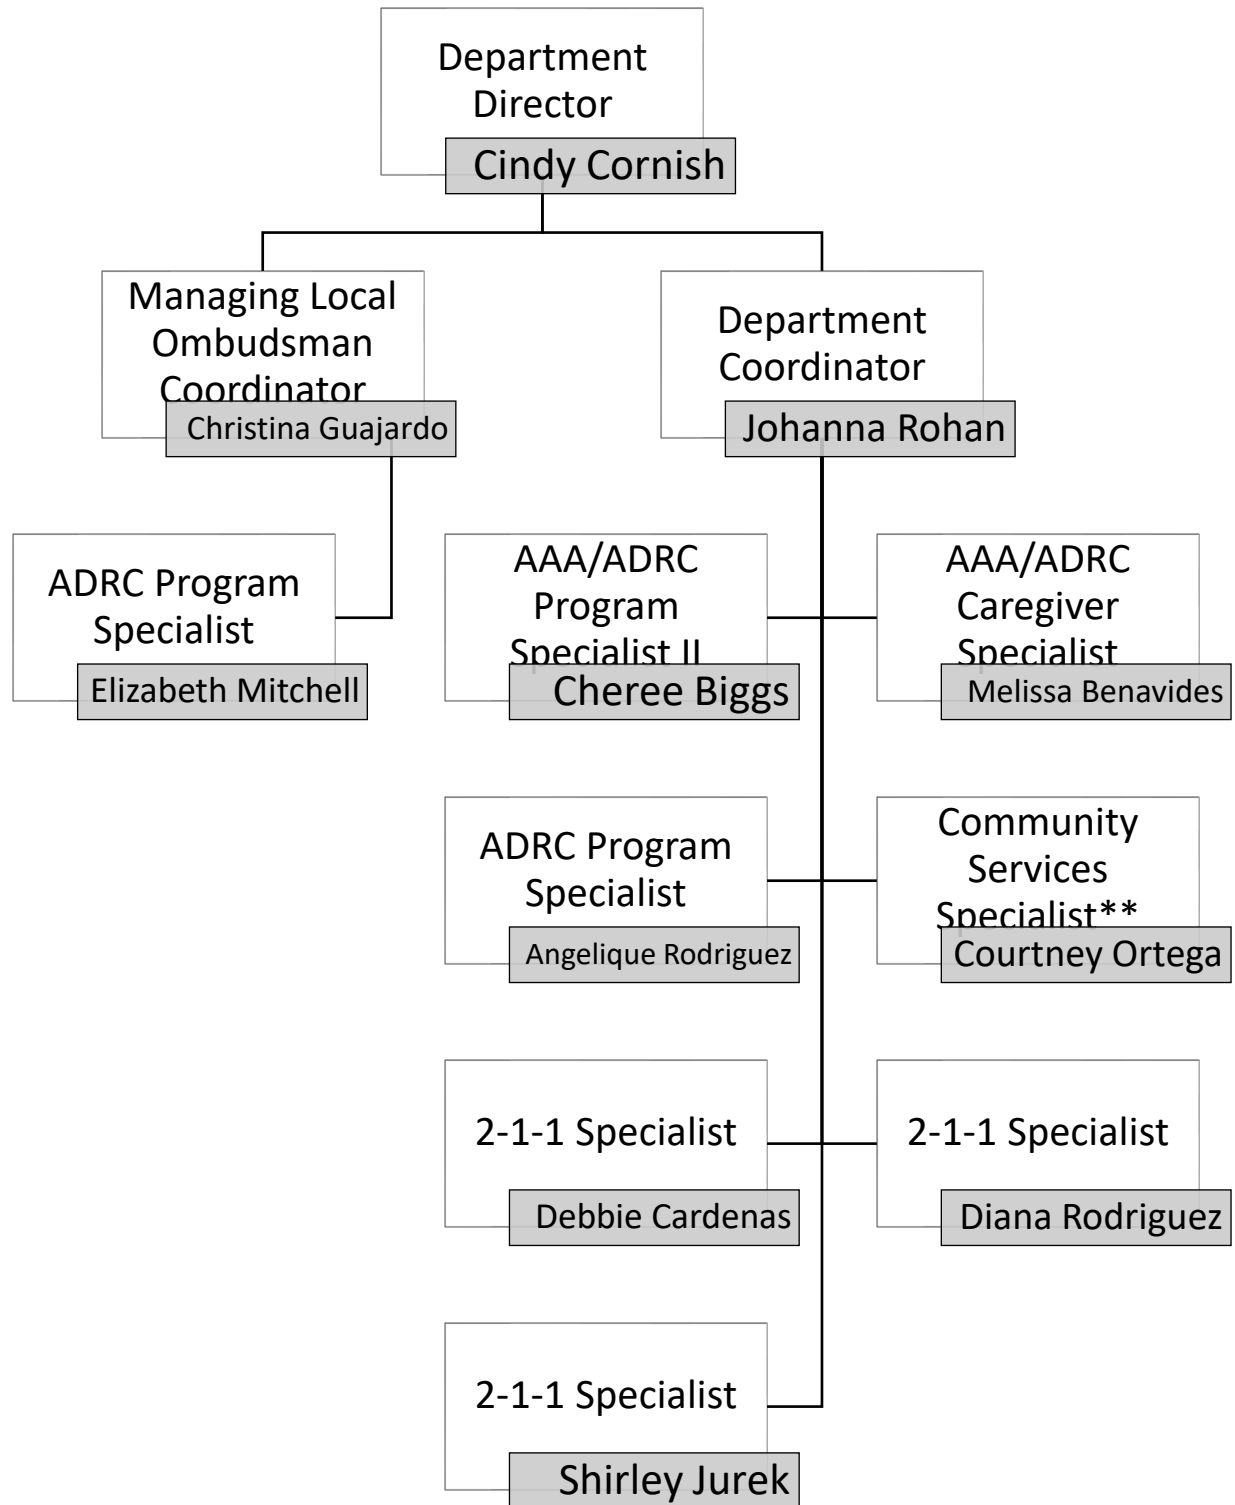 Department
Director
Cindy Cornish
Managing Local
Ombudsman
Coordinator
Christina Guajardo
Department
Coordinator
Johanna Rohan
ADRC Program
Specialist
Elizabeth Mitchell
AAA/ADRC
Program
Specialist II
Cheree Biggs
AAA/ADRC
Caregiver
Specialist
Melissa Benavides
ADRC Program
Specialist
Angelique Rodriguez
Community
Services
Specialist**
Courtney Ortega
2-1-1 Specialist
Debbie Cardenas
2-1-1 Specialist
Diana Rodriguez
2-1-1 Specialist
Shirley Jurek